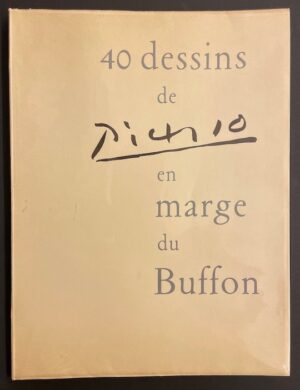 40 dessins
de
Picasso
en
marge
du
Buffon